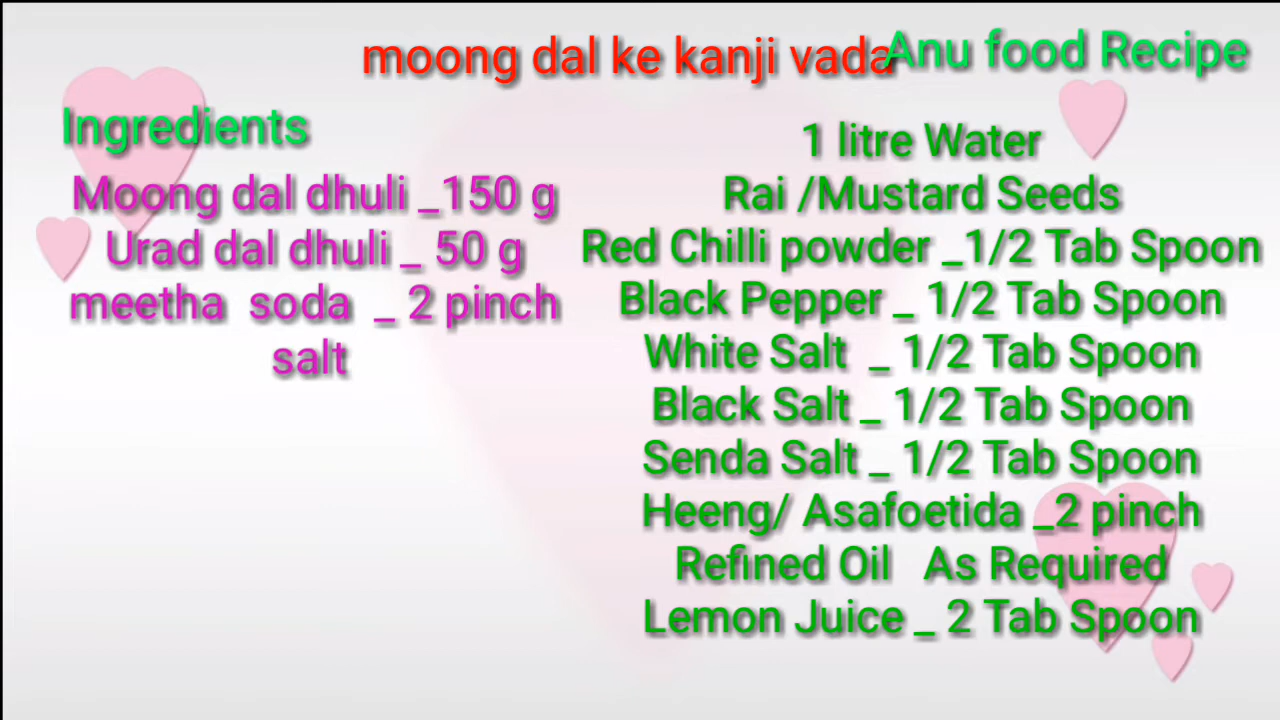 moong dal ke kanji vada
Anu food Recipe
Ingredients
Moong dal dhuli _150 g
Urad dal dhuli _ 50 g
meetha soda _ 2 pinch
salt
1 litre Water
Rai /Mustard Seeds
Red Chilli powder _1/2 Tab Spoon
Black Pepper _ 1/2 Tab Spoon
White Salt _ 1/2 Tab Spoon
Black Salt _ 1/2 Tab Spoon
Senda Salt _ 1/2 Tab Spoon
Heeng/ Asafoetida _2 pinch
Refined Oil As Required
Lemon Juice _ 2 Tab Spoon